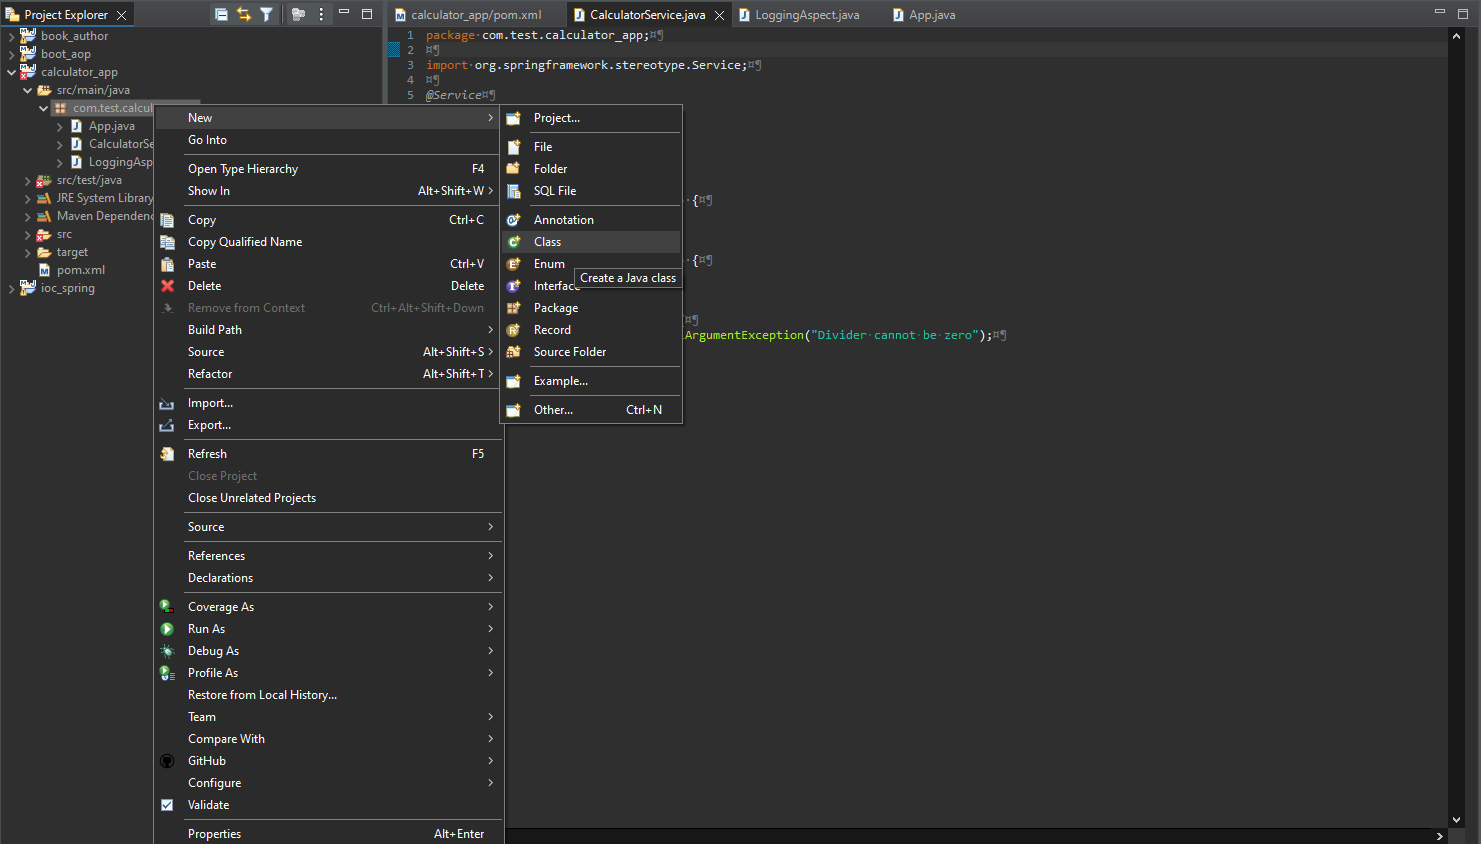 Project Explorer
book_author
boot_aop
calculator_app
src/main/java
com.test.calcul
App.java
CalculatorSe
LoggingAsp
src/test/java
JRE System Library
Maven Dependenc
src
target
pom.xml
ioc_spring
calculator_app/pom.xml
CalculatorService.java
LoggingAspect.java
App.java
1 package·com.test.calculator_app;¤¶
2 ¤¶
3 import·org.springframework.stereotype.Service;¤¶
4 ¤¶
5 @Service¤¶
·{¤¶
·{¤¶
{¤¶
lArgumentException("Divider·cannot·be·zero");¤¶
New
Go Into
Open Type Hierarchy F4
Show In Alt+Shift+W
Copy Ctrl+C
Copy Qualified Name
Paste Ctrl+V
Delete Delete
Remove from Context Ctrl+Alt+Shift+Down
Build Path
Source Alt+Shift+S
Refactor Alt+Shift+T
Import...
Export...
Refresh F5
Close Project
Close Unrelated Projects
Source
References
Declarations
Coverage As
Run As
Debug As
Profile As
Restore from Local History...
Team
Compare With
GitHub
Configure
Validate
Properties Alt+Enter
Project...
File
Folder
SQL File
Annotation
Class
Enum
Interface
Package
Record
Source Folder
Example...
Other... Ctrl+N
Create a Java class